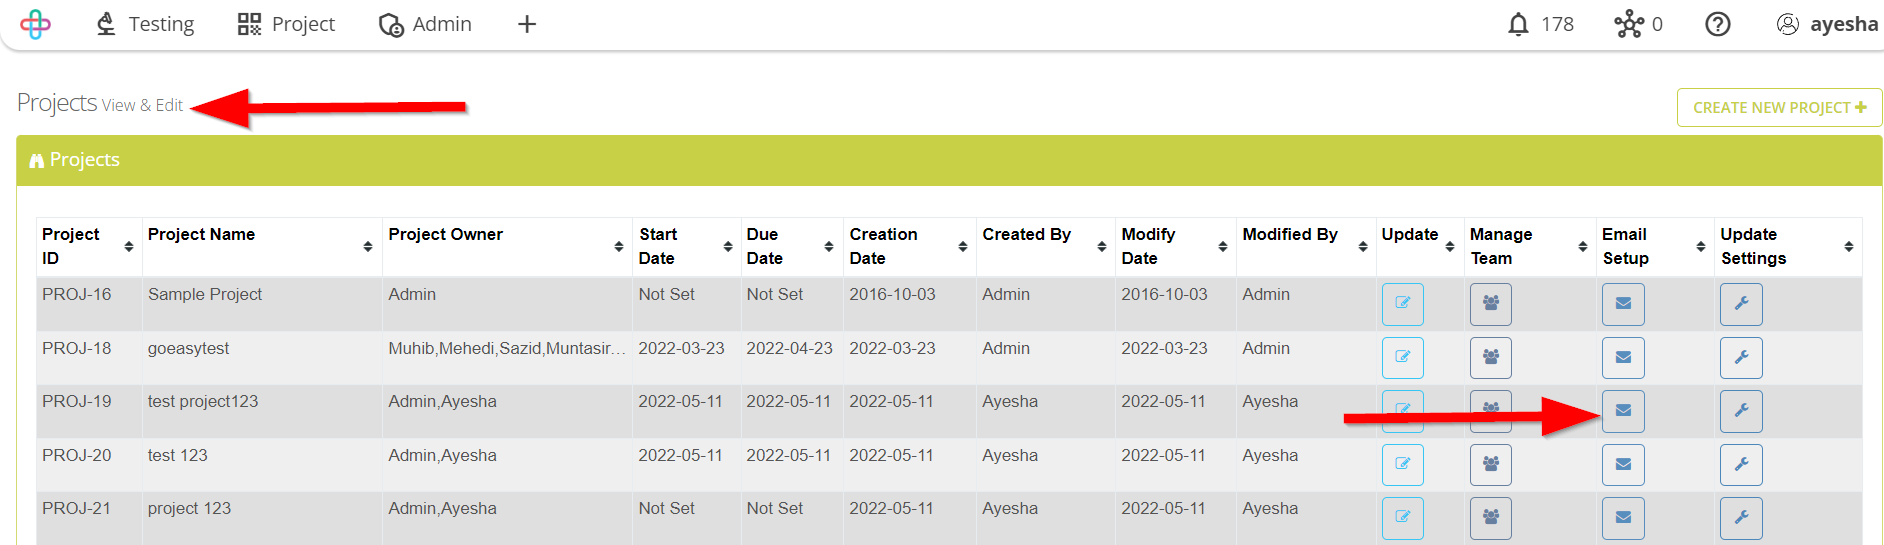 Testing Project Admin + 178 0 ayesha
Projects View & Edit
CREATE NEW PROJECT +
Projects
Project ID Project Name Project Owner Start Date Due Date Creation Date Created By Modify Date Modified By Update Manage Team Email Setup Update Settings
PROJ-16 Sample Project Admin Not Set Not Set 2016-10-03 Admin 2016-10-03 Admin
PROJ-18 goeasytest Muhib,Mehedi,Sazid,Muntasir... 2022-03-23 2022-04-23 2022-03-23 Admin 2022-03-23 Admin
PROJ-19 test project123 Admin,Ayesha 2022-05-11 2022-05-11 2022-05-11 Ayesha 2022-05-11 Ayesha
PROJ-20 test 123 Admin,Ayesha 2022-05-11 2022-05-11 2022-05-11 Ayesha 2022-05-11 Ayesha
PROJ-21 project 123 Admin,Ayesha Not Set Not Set 2022-05-11 Ayesha 2022-05-11 Ayesha